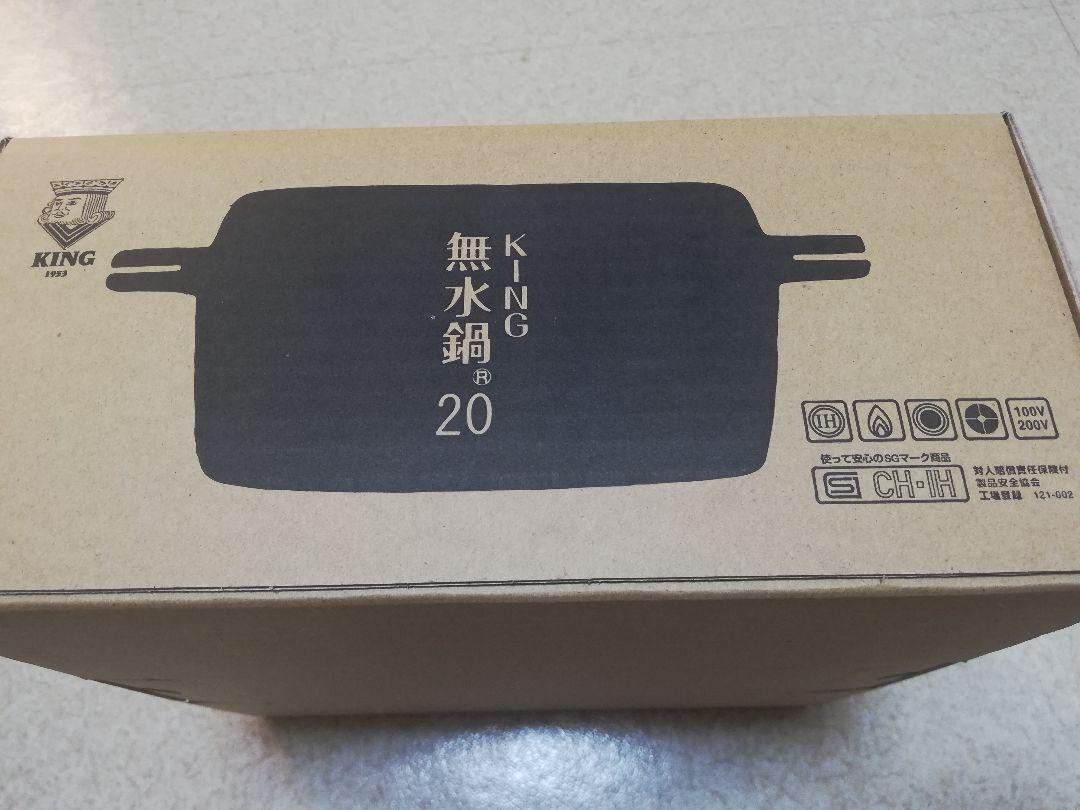 KING
1953
KING
無水鍋®
20
IH
100V
200V
使って安心のSGマーク商品
SG CH·IH
対人賠償責任保険付
製品安全協会
工場登録 121-002